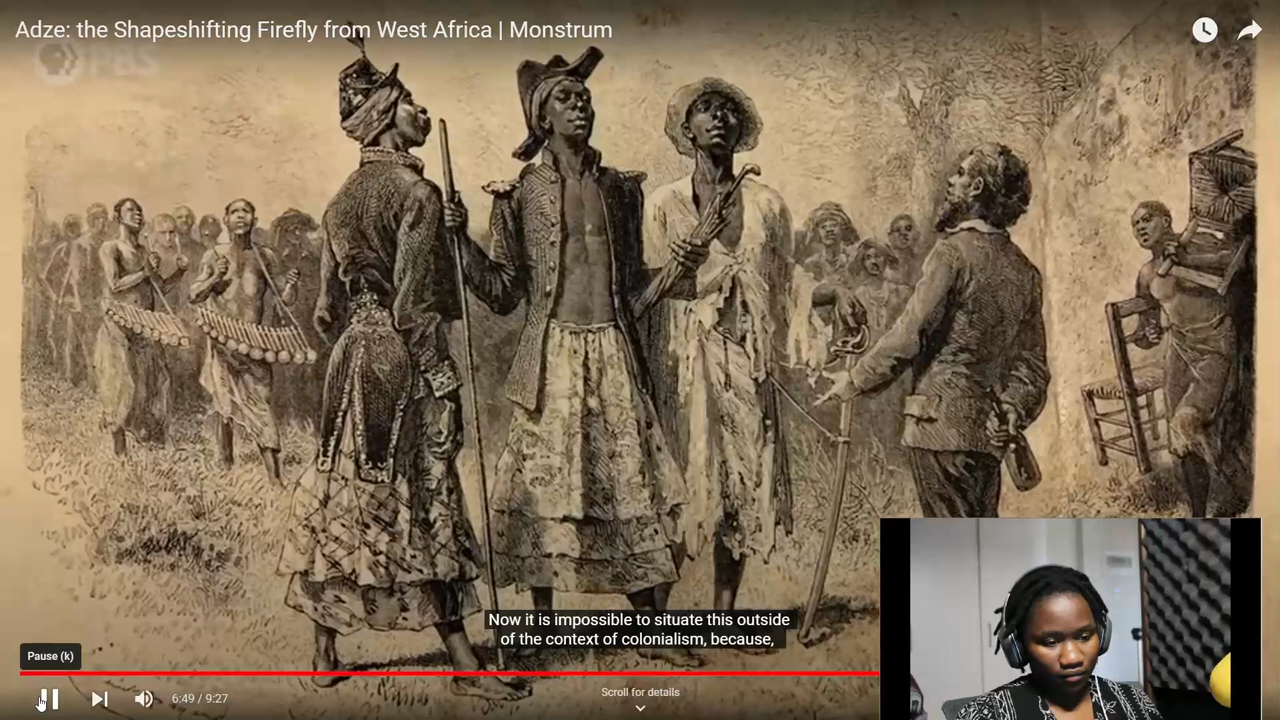 Adze: the Shapeshifting Firefly from West Africa | Monstrum
PBS
Now it is impossible to situate this outside
of the context of colonialism, because,
Pause (k)
6:49 / 9:27
Scroll for details